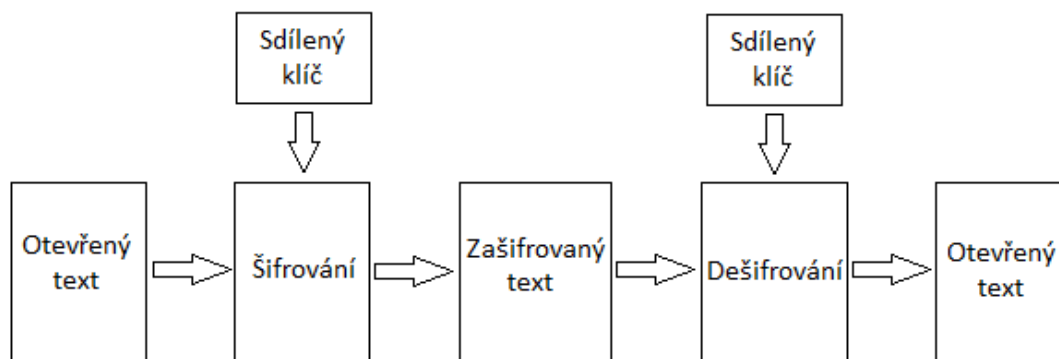 Sdílený
klíč
Sdílený
klíč
Otevřený
text
Šifrování
Zašifrovaný
text
Dešifrování
Otevřený
text